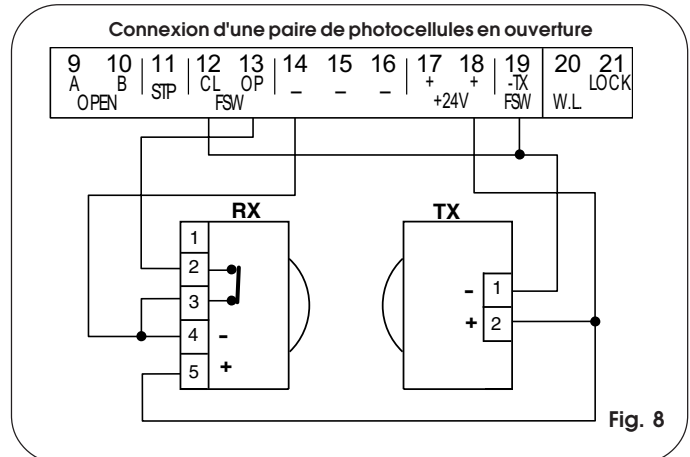 Connexion d'une paire de photocellules en ouverture
9 10 11 12 13 14 15 16 17 18 19 20 21
A B STP CL OP - - - + + -TX W.L. LOCK
OPEN FSW +24V FSW
RX TX
1
2
3
4 -
5 +
- 1
+ 2
Fig. 8